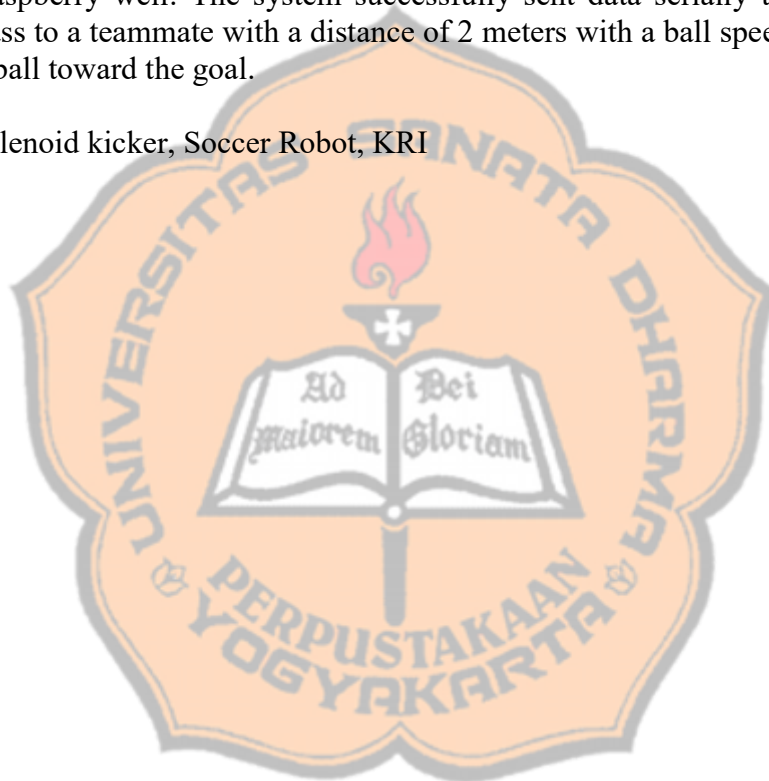 aspberry well. The system successfully sent data serially t
ss to a teammate with a distance of 2 meters with a ball spee
ball toward the goal.
lenoid kicker, Soccer Robot, KRI
UNIVERSITAS SANATA DHARMA
Ad
Maiorem
Dei
Gloriam
PERPUSTAKAAN
YOGYAKARTA